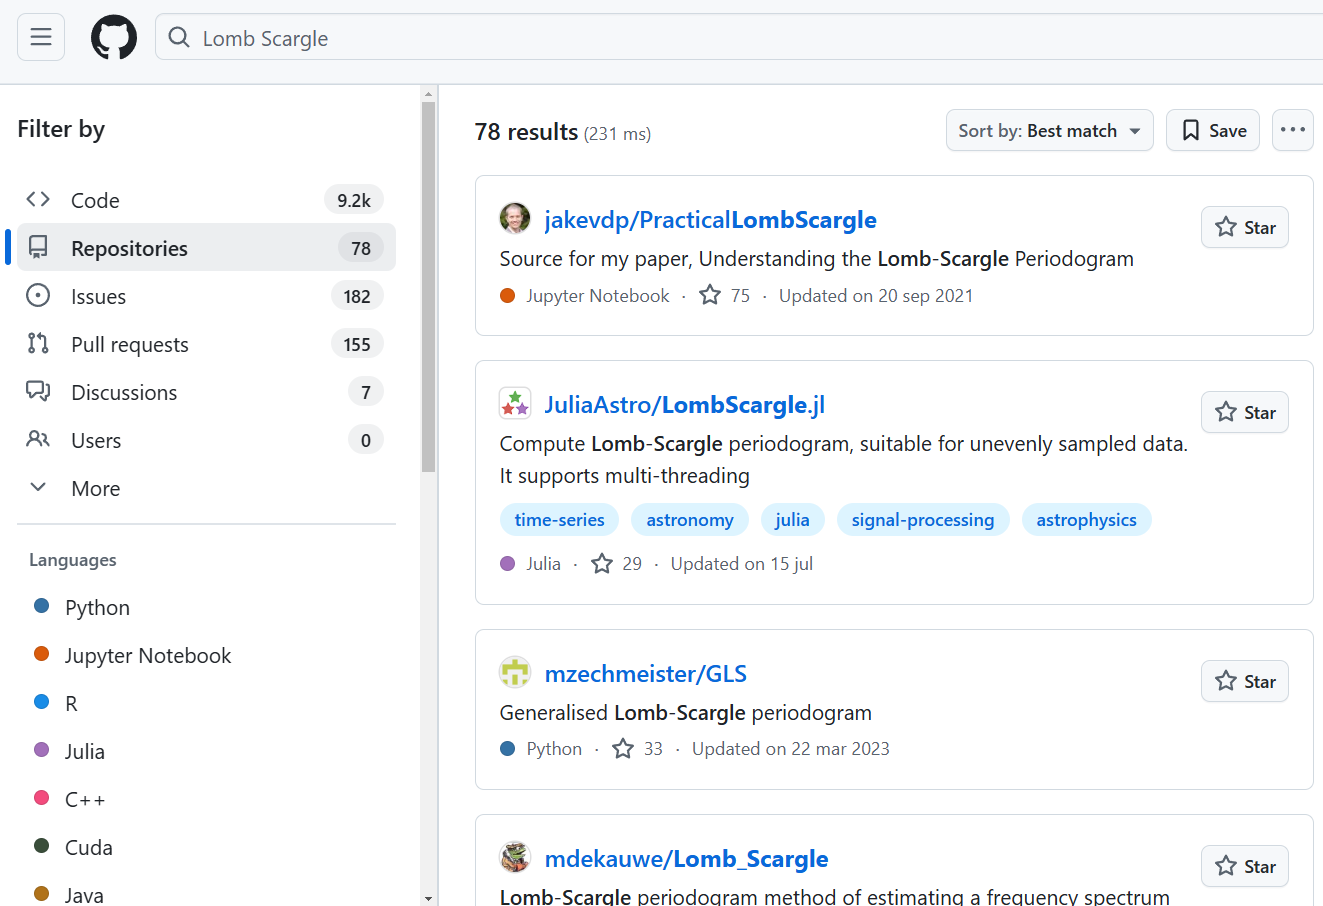 Lomb Scargle
Filter by
Code 9.2k
Repositories 78
Issues 182
Pull requests 155
Discussions 7
Users 0
More
Languages
Python
Jupyter Notebook
R
Julia
C++
Cuda
Java
78 results (231 ms)
Sort by: Best match
Save
jakevdp/PracticalLombScargle
Star
Source for my paper, Understanding the Lomb-Scargle Periodogram
Jupyter Notebook · 75 · Updated on 20 sep 2021
JuliaAstro/LombScargle.jl
Star
Compute Lomb-Scargle periodogram, suitable for unevenly sampled data.
It supports multi-threading
time-series astronomy julia signal-processing astrophysics
Julia · 29 · Updated on 15 jul
mzechmeister/GLS
Star
Generalised Lomb-Scargle periodogram
Python · 33 · Updated on 22 mar 2023
mdekauwe/Lomb_Scargle
Star
Lomb-Scargle periodogram method of estimating a frequency spectrum